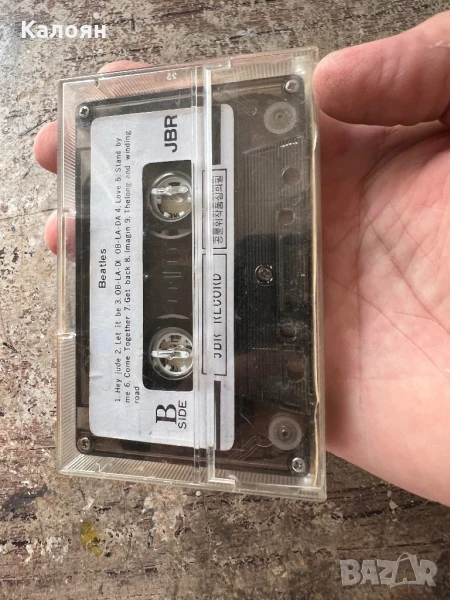 Калоян
Beatles
1. Hey jude 2. Let it be 3. OB-LA-DI OB-LA-DA 4. Love 5. Stand by
me 6. Come Together 7. Get back 8. Imagin 9. Thelong and winding
road
B
SIDE
JBR
JBR RECORD
BAZAR